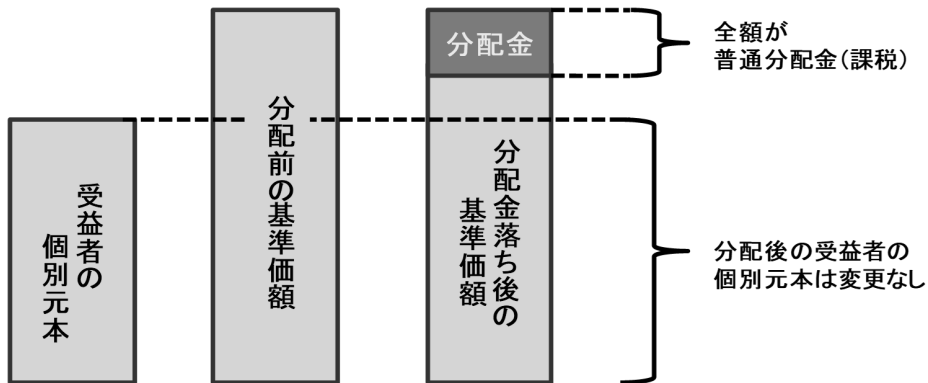 受益者の
個別元本
分配前の基準価額
分配金
分配金落ち後の
基準価額
全額が
普通分配金(課税)
分配後の受益者の
個別元本は変更なし